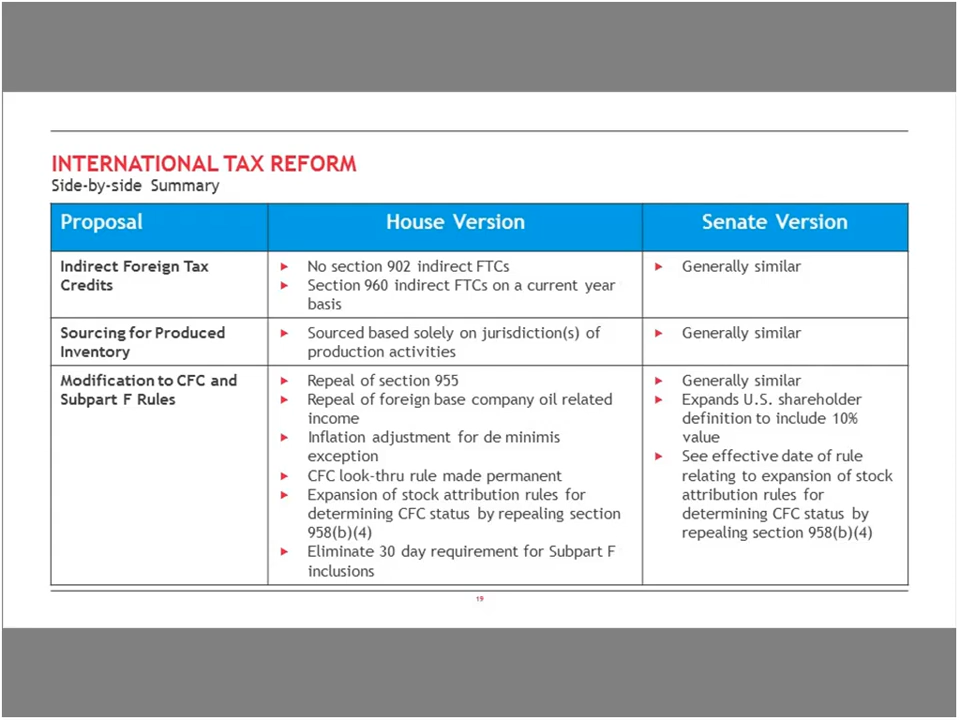 INTERNATIONAL TAX REFORM
Side-by-side Summary
Proposal
House Version
Senate Version
Indirect Foreign Tax
Credits
No section 902 indirect FTCs
Section 960 indirect FTCs on a current year
basis
Generally similar
Sourcing for Produced
Inventory
Sourced based solely on jurisdiction(s) of
production activities
Generally similar
Modification to CFC and
Subpart F Rules
Repeal of section 955
Repeal of foreign base company oil related
income
Inflation adjustment for de minimis
exception
CFC look-thru rule made permanent
Expansion of stock attribution rules for
determining CFC status by repealing section
958(b)(4)
Eliminate 30 day requirement for Subpart F
inclusions
Generally similar
Expands U.S. shareholder
definition to include 10%
value
See effective date of rule
relating to expansion of stock
attribution rules for
determining CFC status by
repealing section 958(b)(4)
19